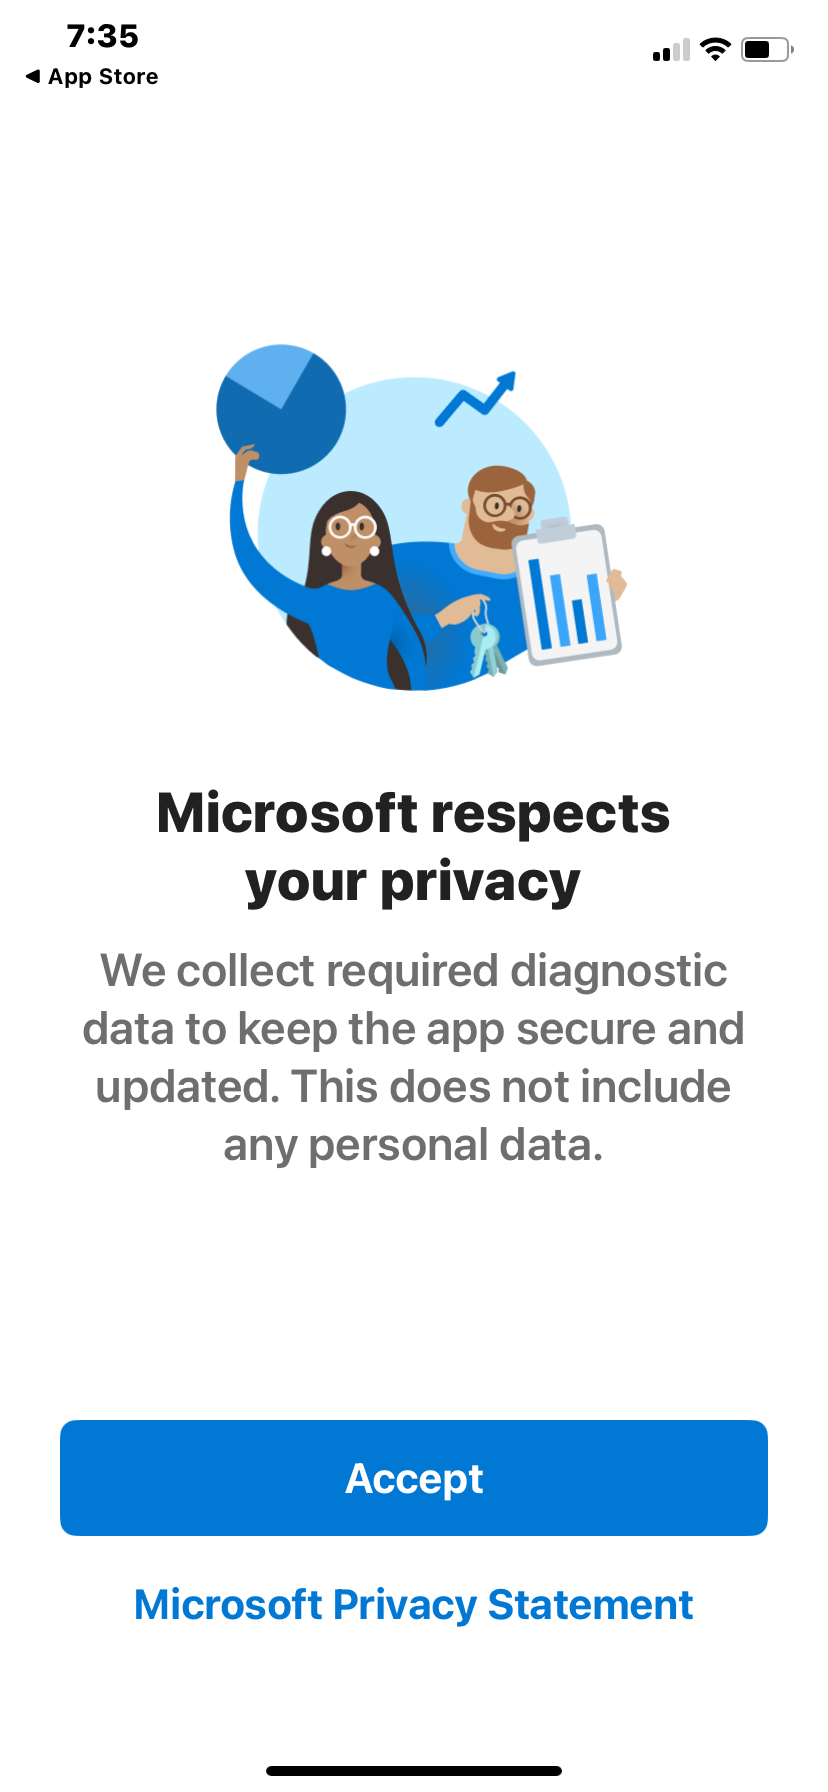 7:35
◀ App Store
Microsoft respects
your privacy
We collect required diagnostic
data to keep the app secure and
updated. This does not include
any personal data.
Accept
Microsoft Privacy Statement